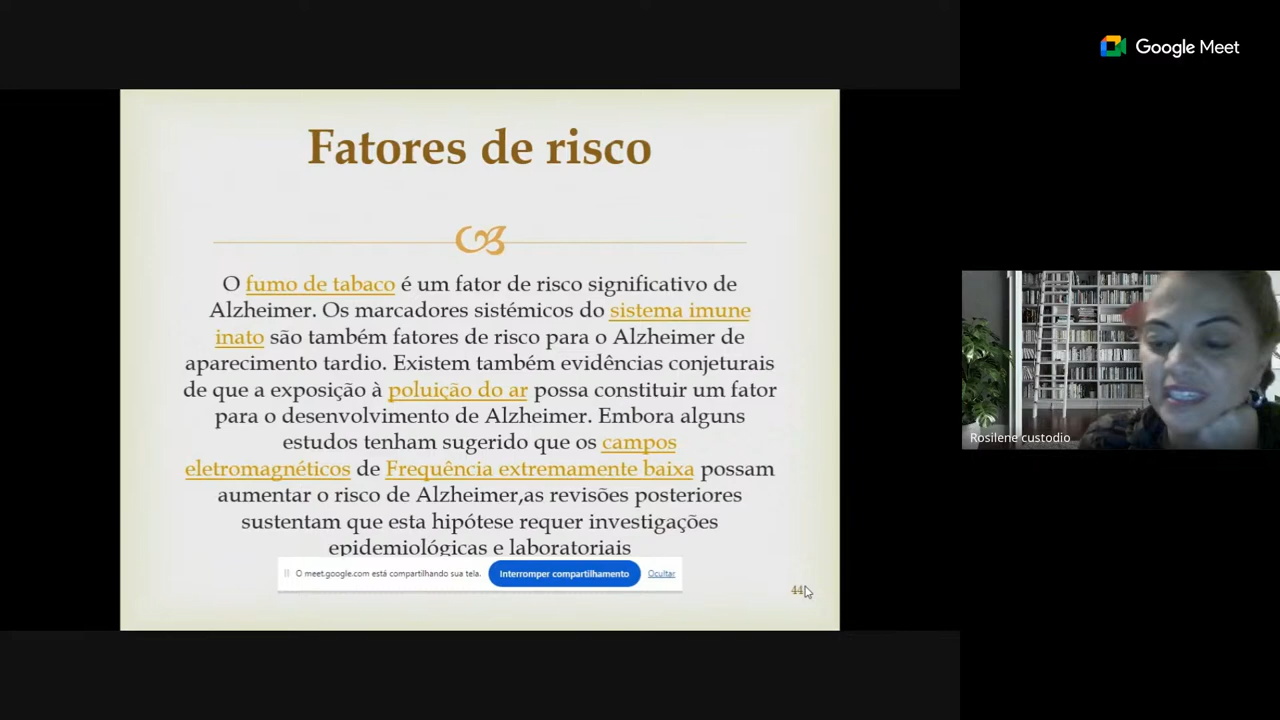 Google Meet
Fatores de risco
O fumo de tabaco é um fator de risco significativo de
Alzheimer. Os marcadores sistémicos do sistema imune
inato são também fatores de risco para o Alzheimer de
aparecimento tardio. Existem também evidências conjeturais
de que a exposição à poluição do ar possa constituir um fator
para o desenvolvimento de Alzheimer. Embora alguns
estudos tenham sugerido que os campos
eletromagnéticos de Frequência extremamente baixa possam
aumentar o risco de Alzheimer,as revisões posteriores
sustentam que esta hipótese requer investigações
epidemiológicas e laboratoriais
O meet.google.com está compartilhando sua tela. Interromper compartilhamento Ocultar
44
Rosilene custodio